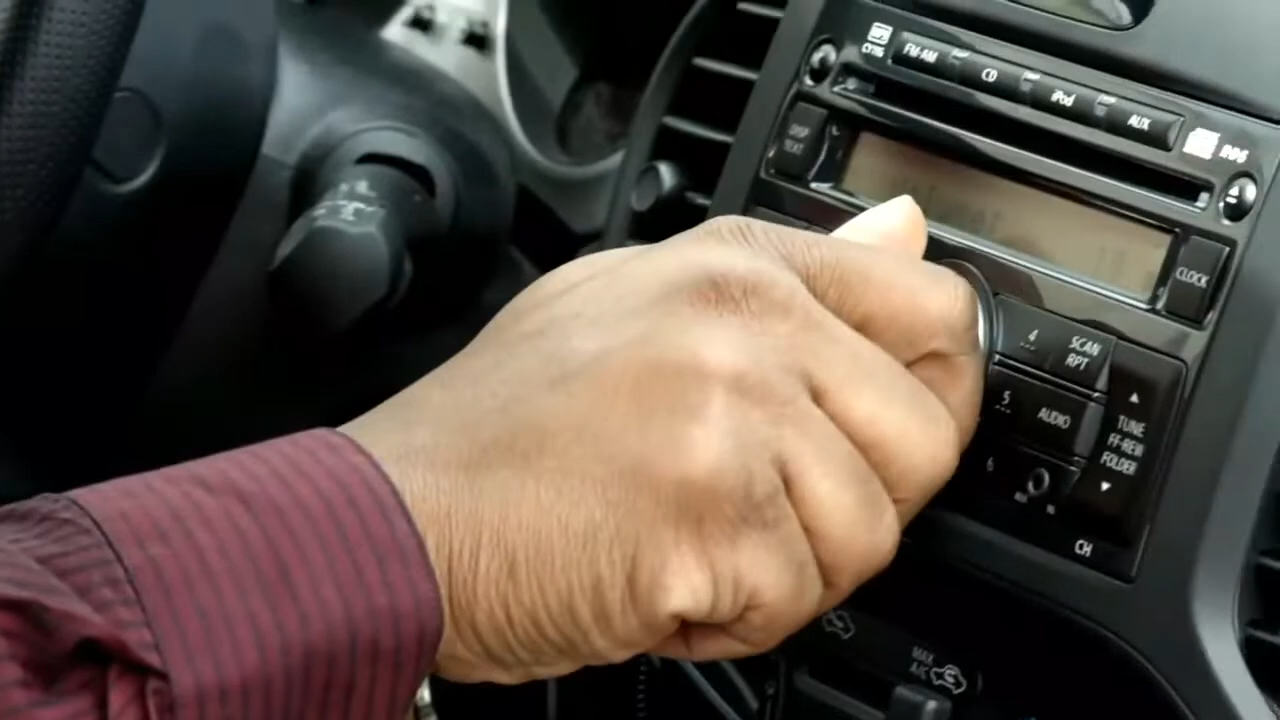 FM·AM
CD
iPod
AUX
RDS
DISP
TEXT
CLOCK
4
SCAN
RPT
5
AUDIO
6
TUNE
FF·REW
FOLDER
CH
MAX
A/C